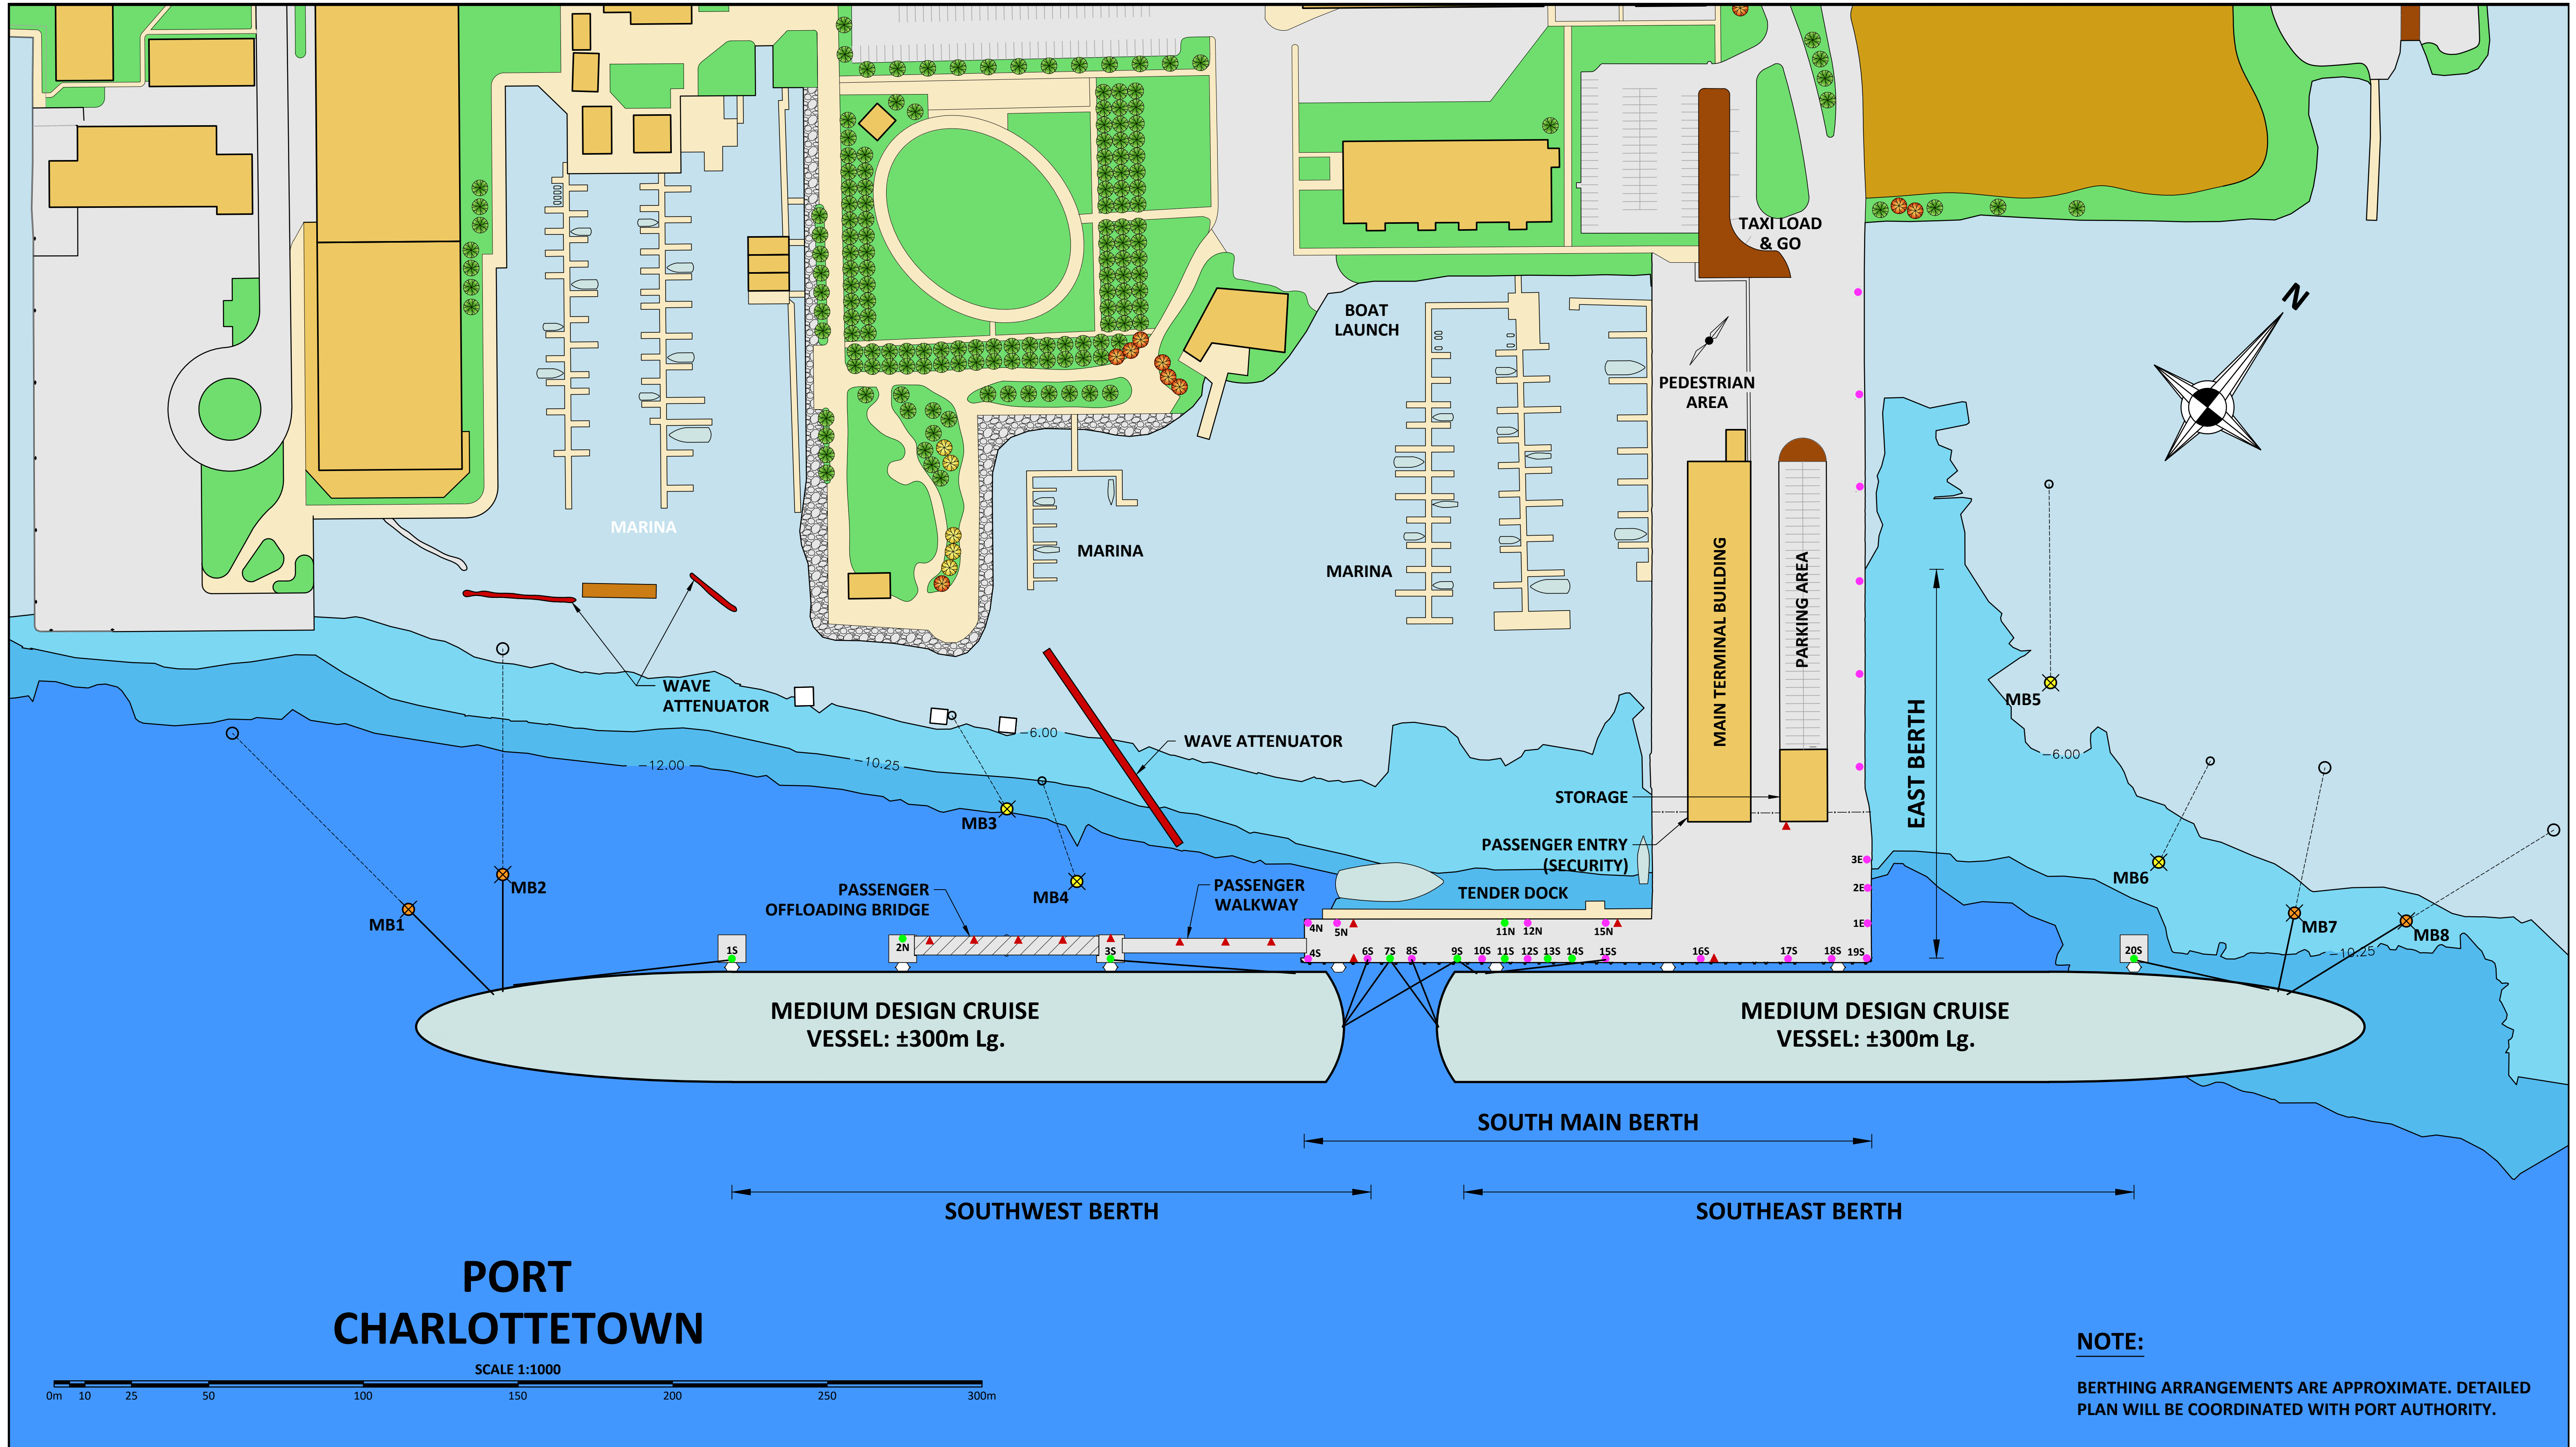 TAXI LOAD
& GO
N
BOAT
LAUNCH
PEDESTRIAN
AREA
MARINA
MARINA
MARINA
MAIN TERMINAL BUILDING
PARKING AREA
EAST BERTH
WAVE
ATTENUATOR
WAVE ATTENUATOR
-6.00
-10.25
-12.00
-6.00
-10.25
STORAGE
PASSENGER ENTRY
(SECURITY)
TENDER DOCK
PASSENGER
OFFLOADING BRIDGE
PASSENGER
WALKWAY
MB1
MB2
MB3
MB4
MB5
MB6
MB7
MB8
3E
2E
1E
4N
5N
11N
12N
15N
2N
1S
3S
4S
6S
7S
8S
9S
10S
11S
12S
13S
14S
15S
16S
17S
18S
19S
20S
MEDIUM DESIGN CRUISE
VESSEL: ±300m Lg.
MEDIUM DESIGN CRUISE
VESSEL: ±300m Lg.
SOUTH MAIN BERTH
SOUTHWEST BERTH
SOUTHEAST BERTH
PORT
CHARLOTTETOWN
SCALE 1:1000
0m 10 25 50 100 150 200 250 300m
NOTE:
BERTHING ARRANGEMENTS ARE APPROXIMATE. DETAILED
PLAN WILL BE COORDINATED WITH PORT AUTHORITY.